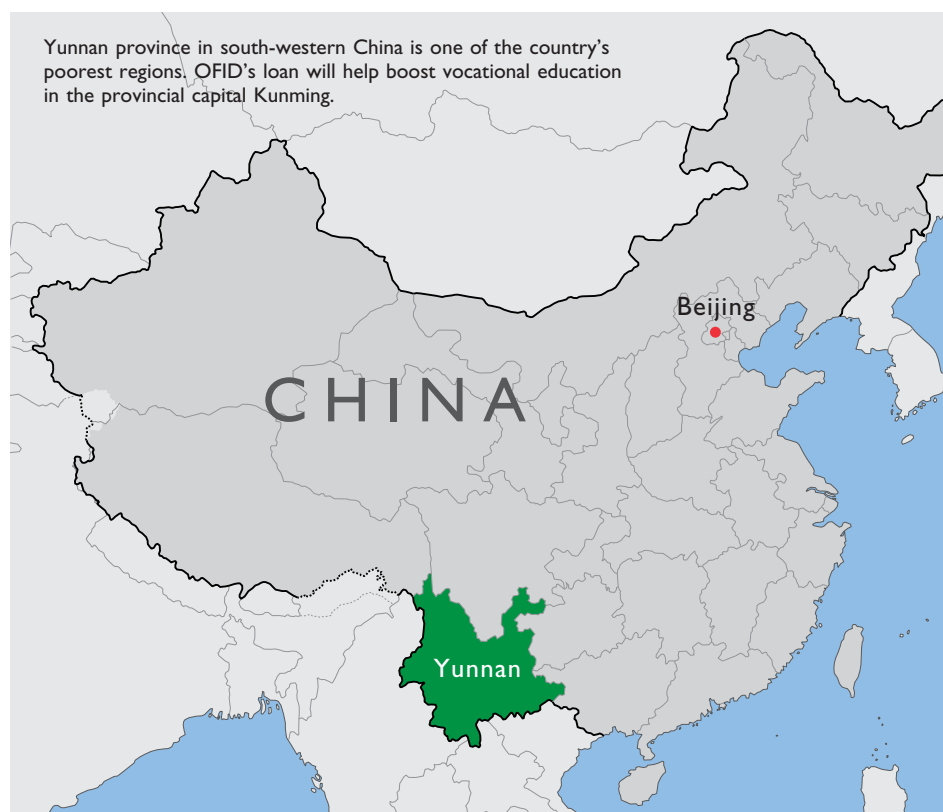 Yunnan province in south-western China is one of the country's
poorest regions. OFID's loan will help boost vocational education
in the provincial capital Kunming.
Beijing
CHINA
Yunnan